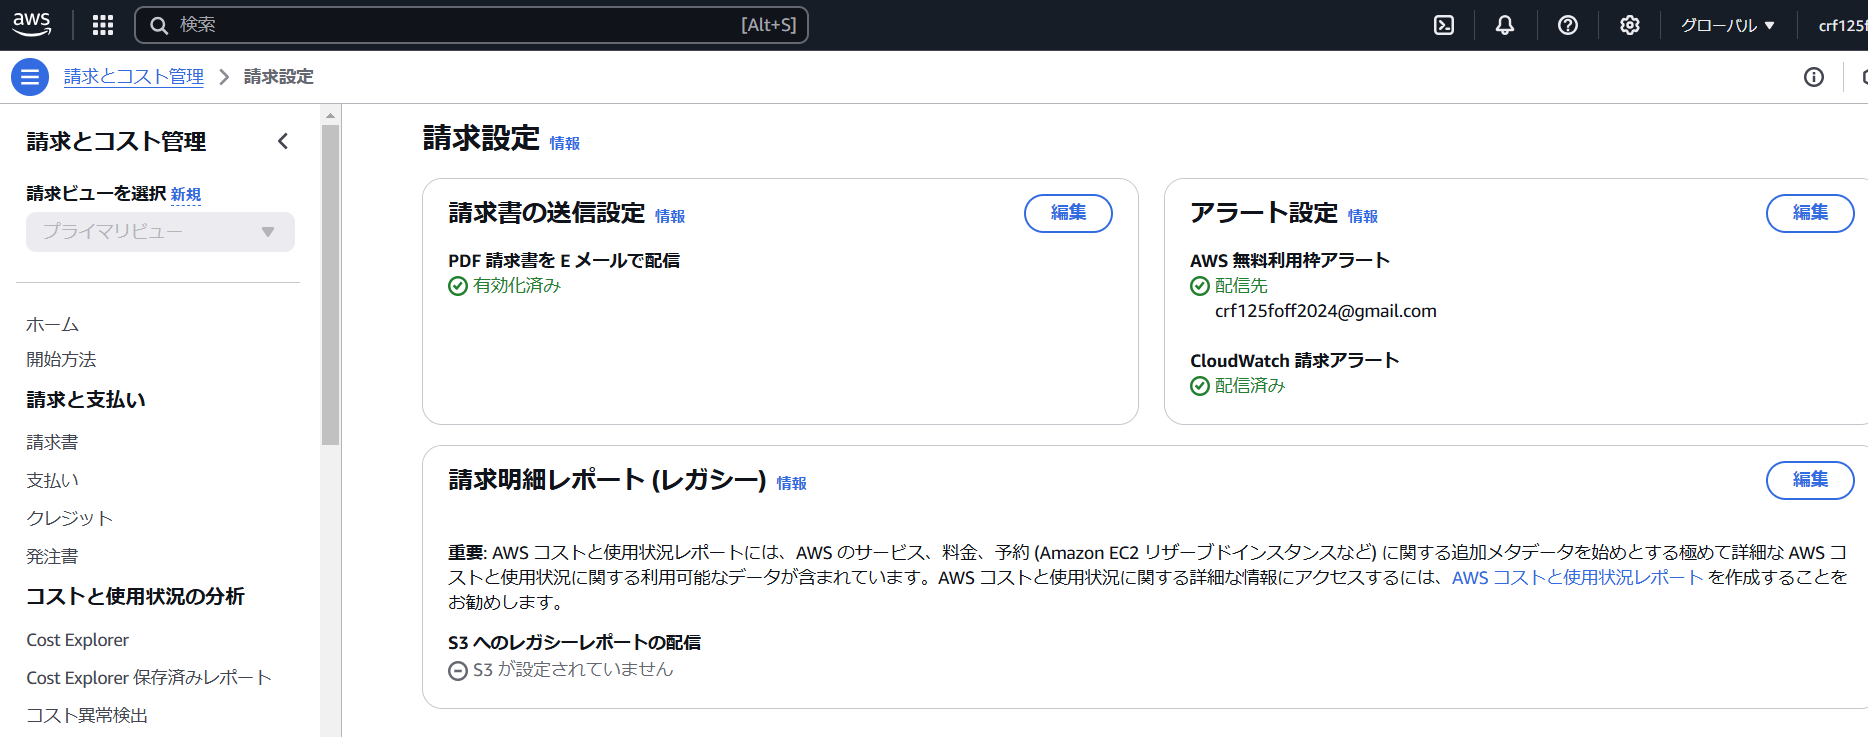 aws
検索
[Alt+S]
グローバル
crf125f
請求とコスト管理
請求設定
請求とコスト管理
請求ビューを選択 新規
プライマリビュー
ホーム
開始方法
請求と支払い
請求書
支払い
クレジット
発注書
コストと使用状況の分析
Cost Explorer
Cost Explorer 保存済みレポート
コスト異常検出
請求設定 情報
請求書の送信設定 情報
編集
PDF 請求書を E メールで配信
有効化済み
アラート設定 情報
編集
AWS 無料利用枠アラート
配信先
crf125foff2024@gmail.com
CloudWatch 請求アラート
配信済み
請求明細レポート (レガシー) 情報
編集
重要: AWS コストと使用状況レポートには、AWS のサービス、料金、予約 (Amazon EC2 リザーブドインスタンスなど) に関する追加メタデータを始めとする極めて詳細な AWS コ
ストと使用状況に関する利用可能なデータが含まれています。AWS コストと使用状況に関する詳細な情報にアクセスするには、AWS コストと使用状況レポート を作成することを
お勧めします。
S3 へのレガシーレポートの配信
S3 が設定されていません